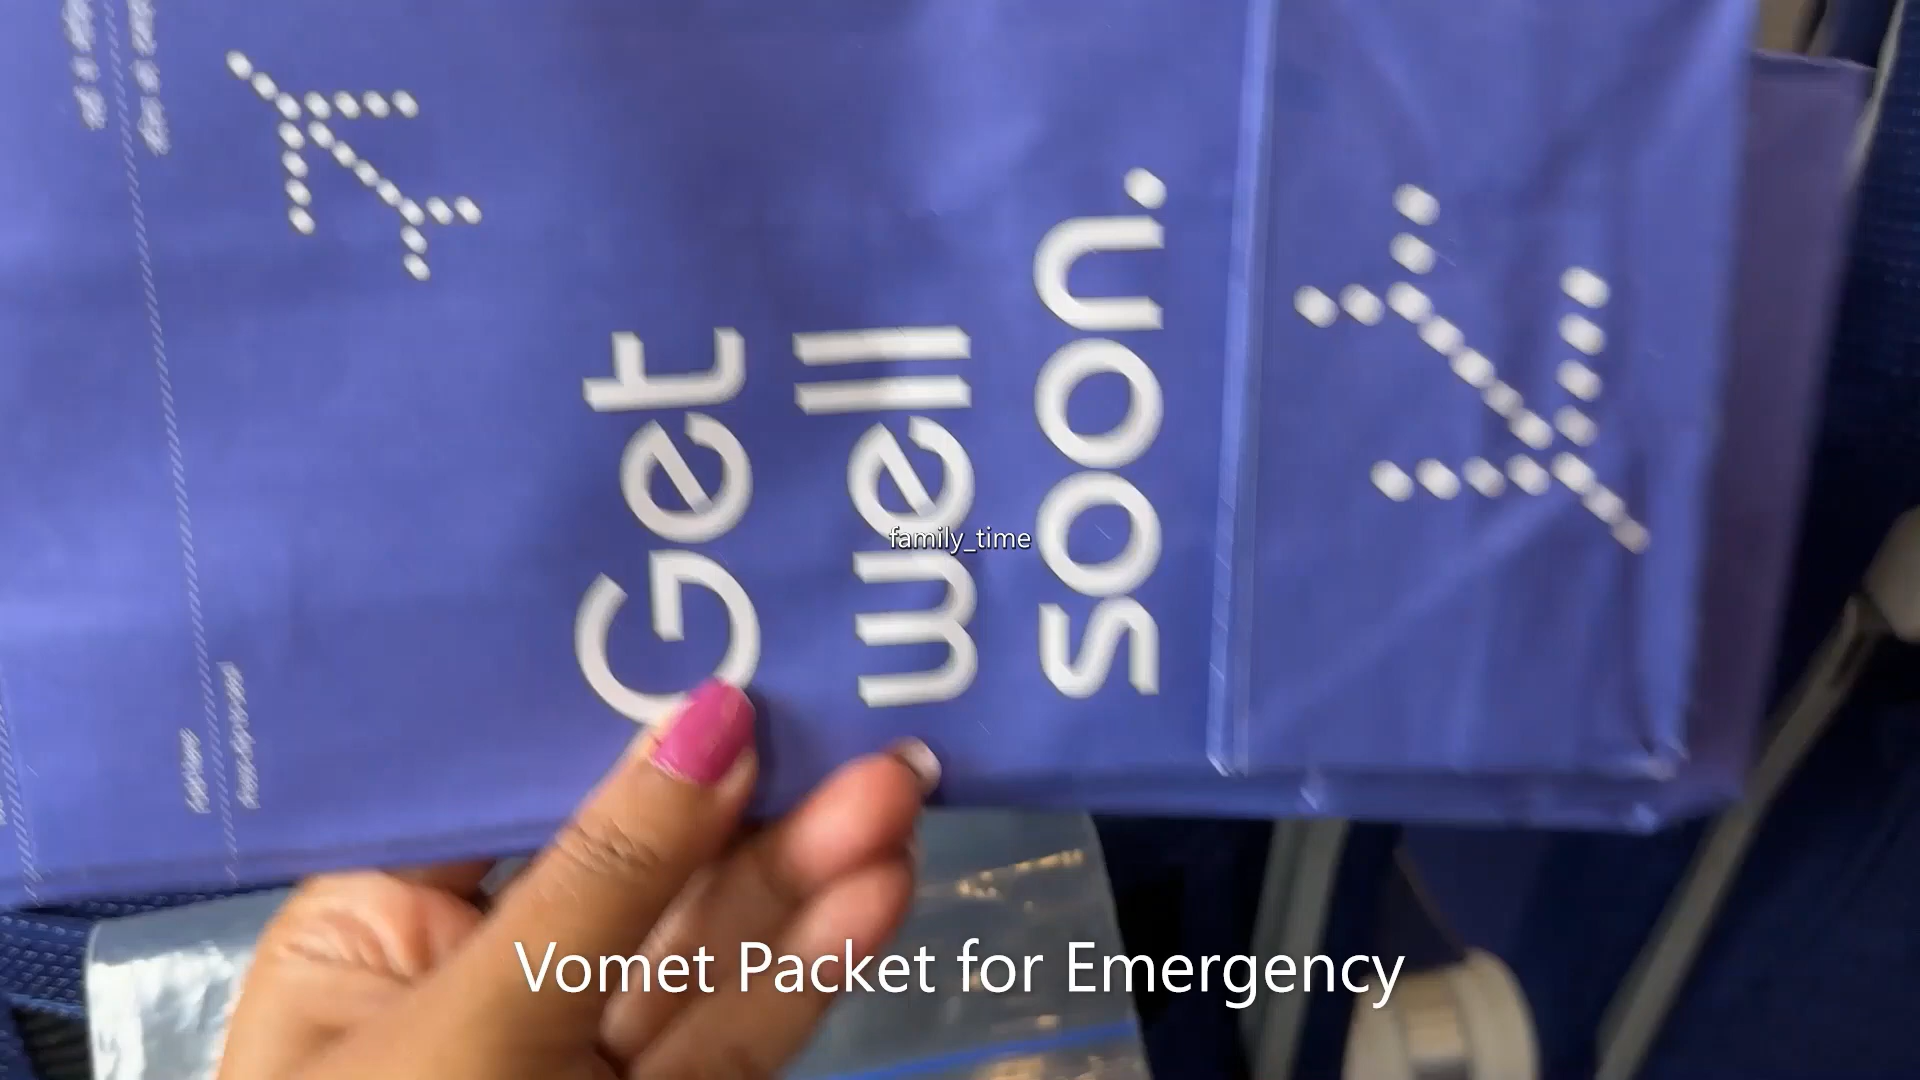 Get
well
soon.
family_time
Vomet Packet for Emergency